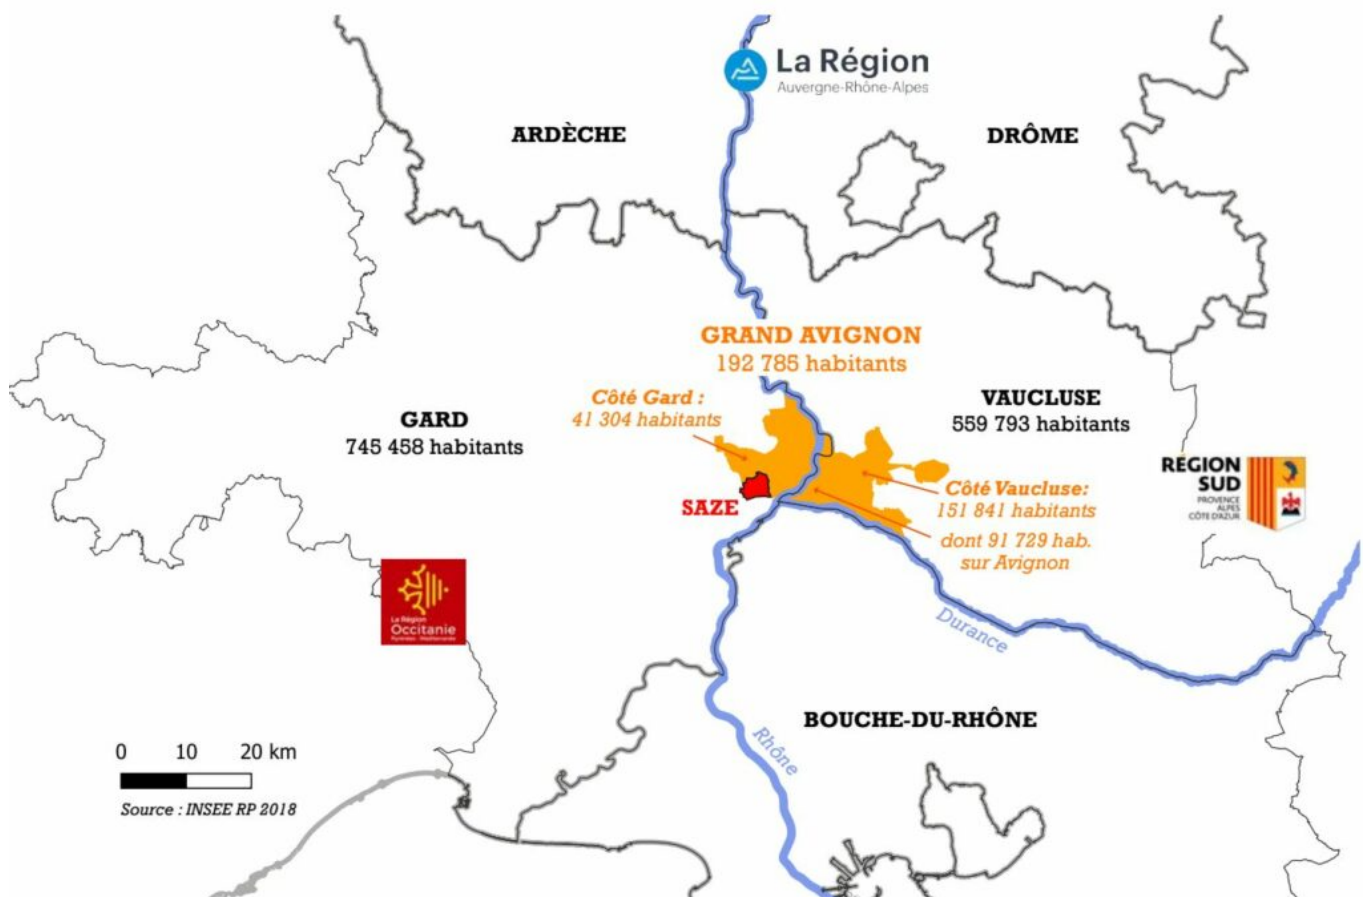 La Région
Auvergne-Rhône-Alpes
ARDÈCHE
DRÔME
GRAND AVIGNON
192 785 habitants
Côté Gard :
41 304 habitants
VAUCLUSE
559 793 habitants
GARD
745 458 habitants
RÉGION
SUD
PROVENCE
ALPES
CÔTE D'AZUR
Côté Vaucluse:
151 841 habitants
SAZE
dont 91 729 hab.
sur Avignon
La Région
Occitanie
Pyrénées - Méditerranée
Durance
BOUCHE-DU-RHÔNE
Rhône
0 10 20 km
Source : INSEE RP 2018